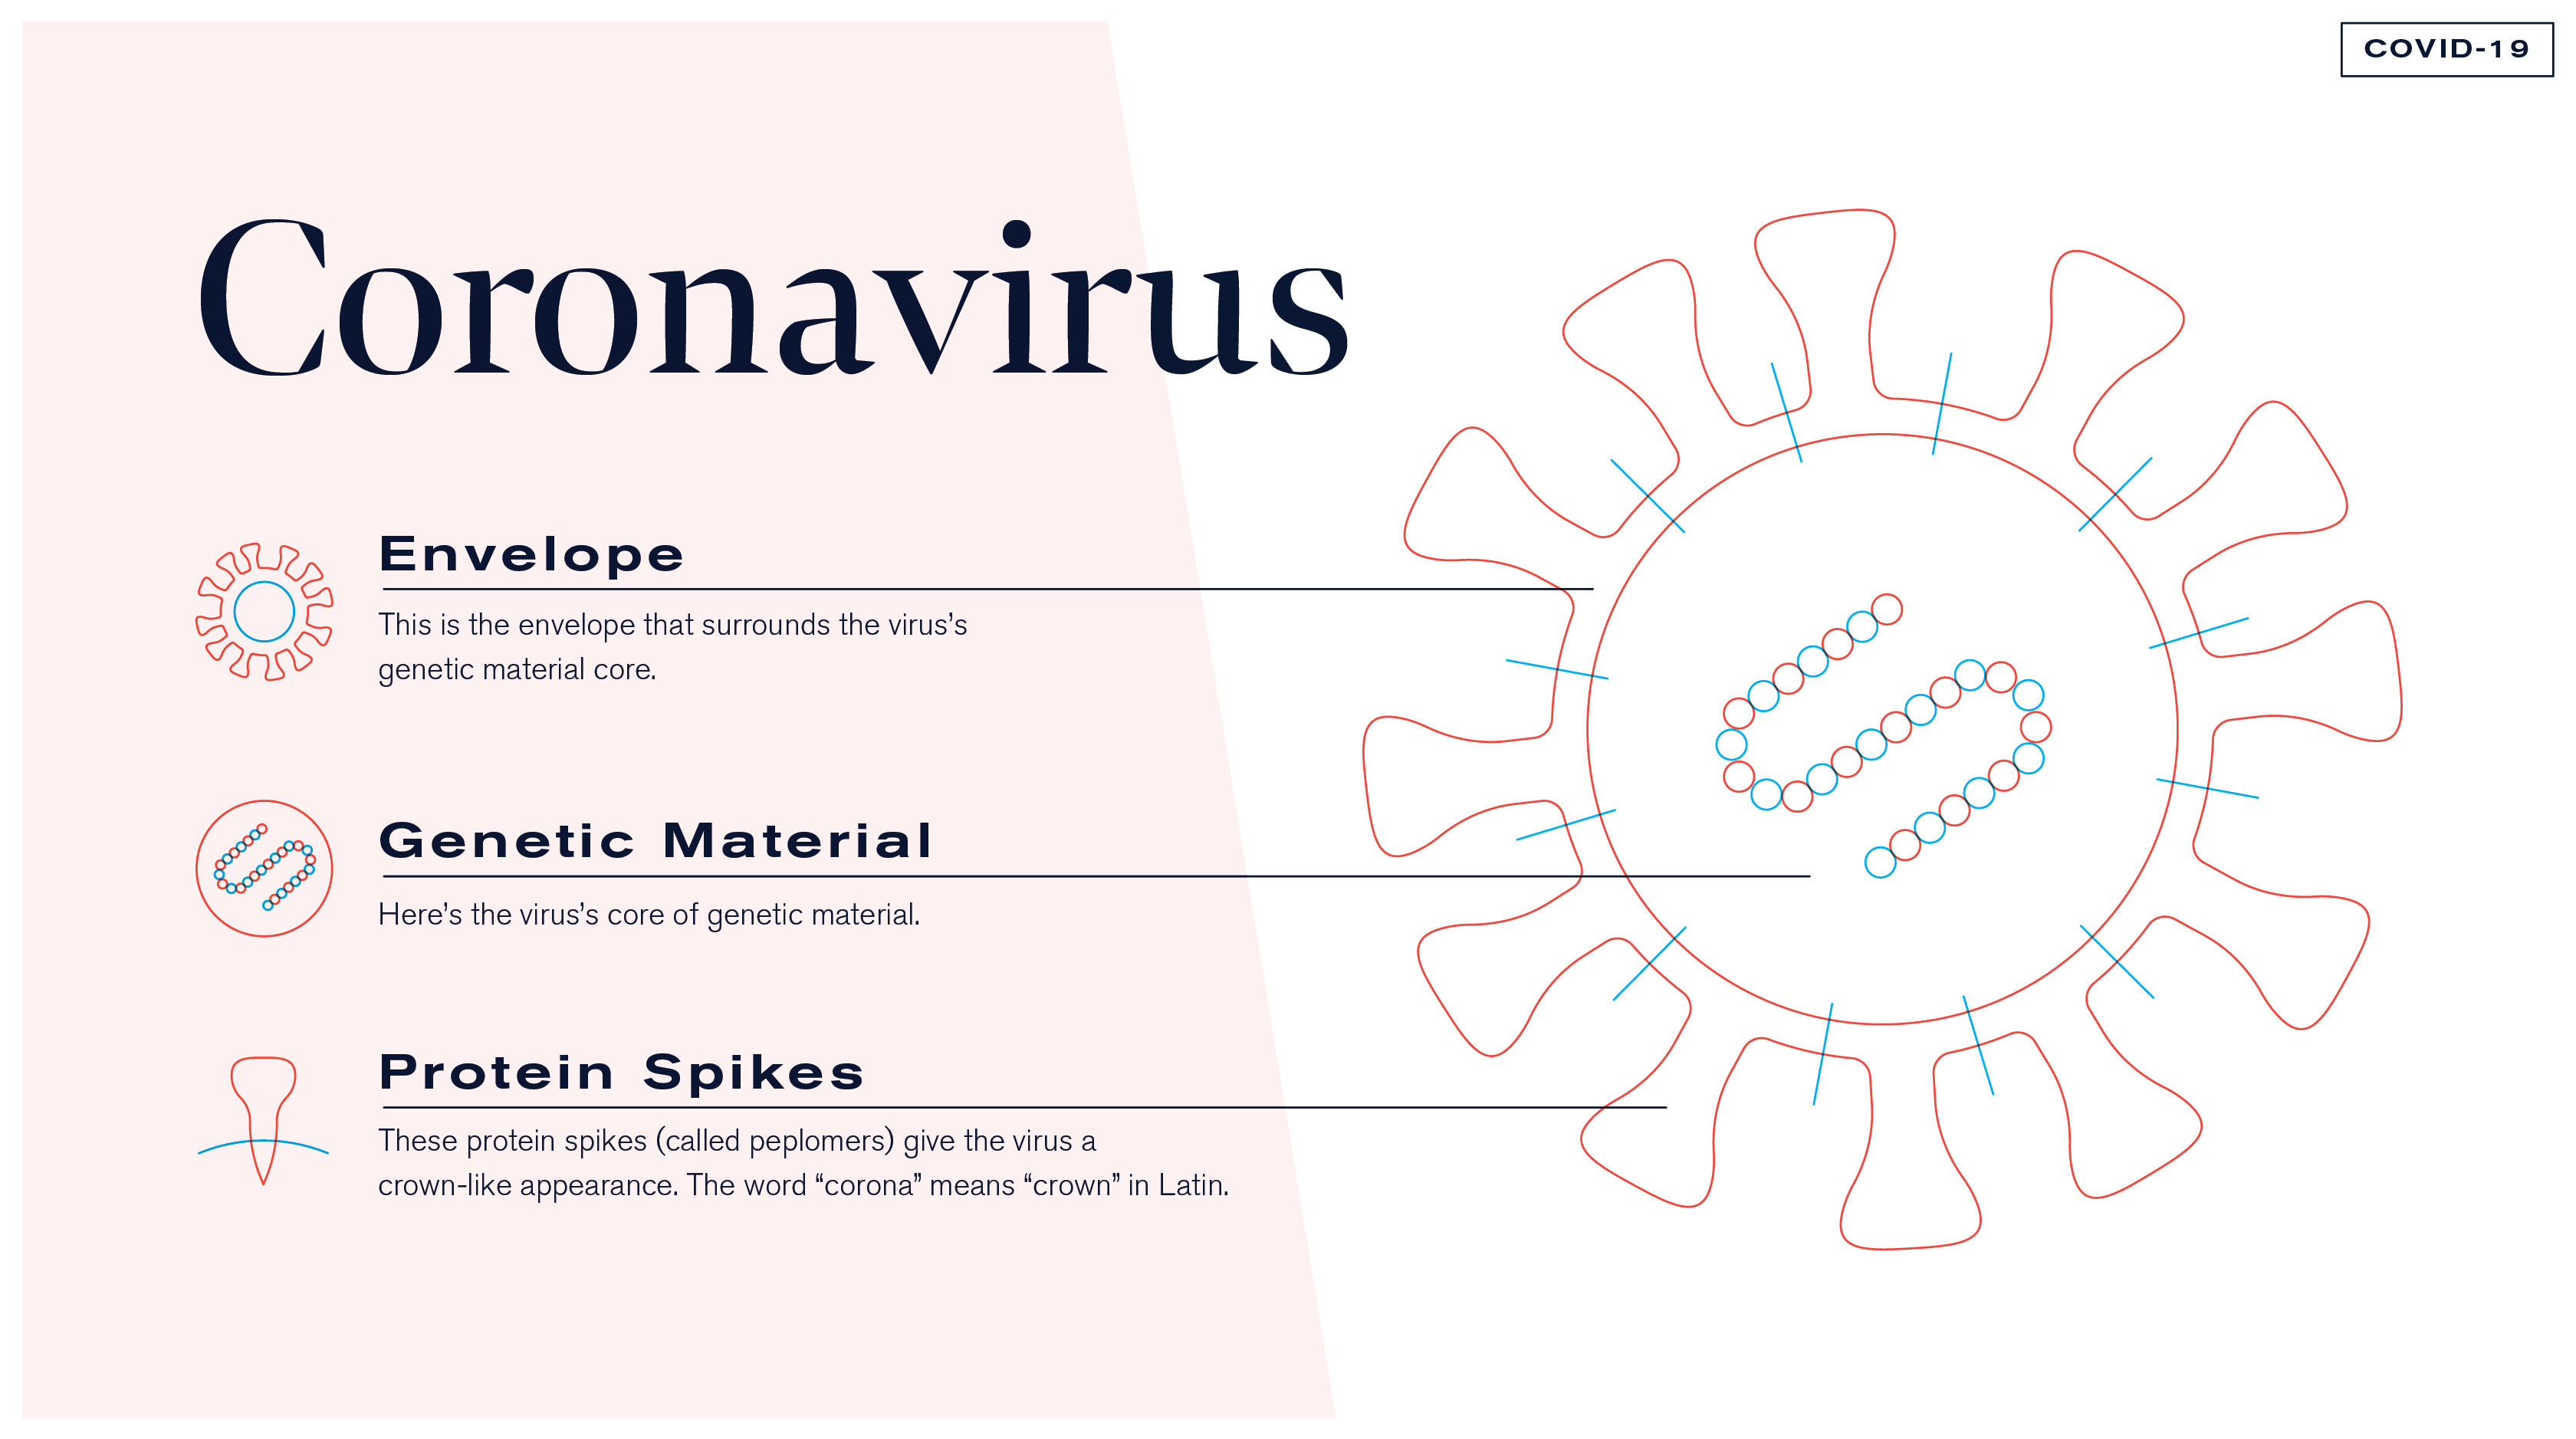 COVID-19
Coronavirus
Envelope
This is the envelope that surrounds the virus’s
genetic material core.
Genetic Material
Here’s the virus’s core of genetic material.
Protein Spikes
These protein spikes (called peplomers) give the virus a
crown-like appearance. The word “corona” means “crown” in Latin.